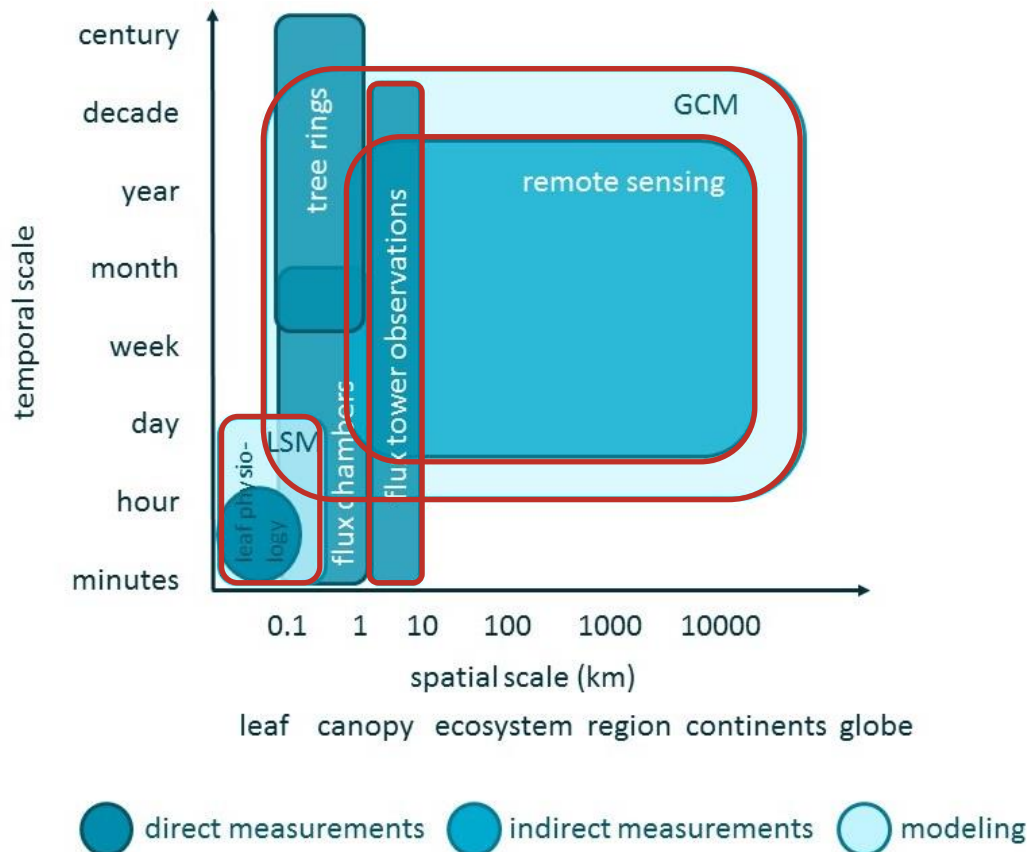 century
decade
year
month
week
day
hour
minutes
temporal scale
tree rings
GCM
remote sensing
flux tower observations
flux chambers
LSM
leaf physio-
logy
0.1 1 10 100 1000 10000
spatial scale (km)
leaf canopy ecosystem region continents globe
direct measurements indirect measurements modeling